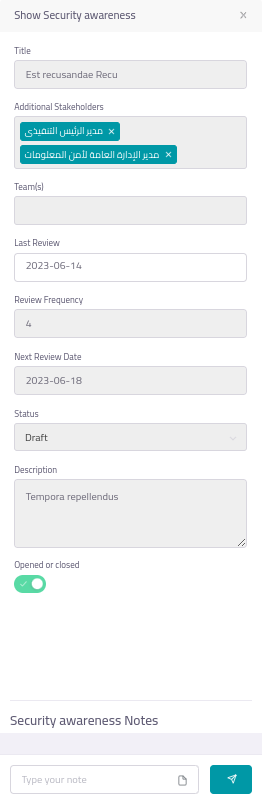 Show Security awareness ×
Title
Est recusandae Recu
Additional Stakeholders
مدير الرئيس التنفيذى ×
مدير الإدارة العامة لأمن المعلومات ×
Team(s)
Last Review
2023-06-14
Review Frequency
4
Next Review Date
2023-06-18
Status
Draft
Description
Tempora repellendus
Opened or closed
Security awareness Notes
Type your note